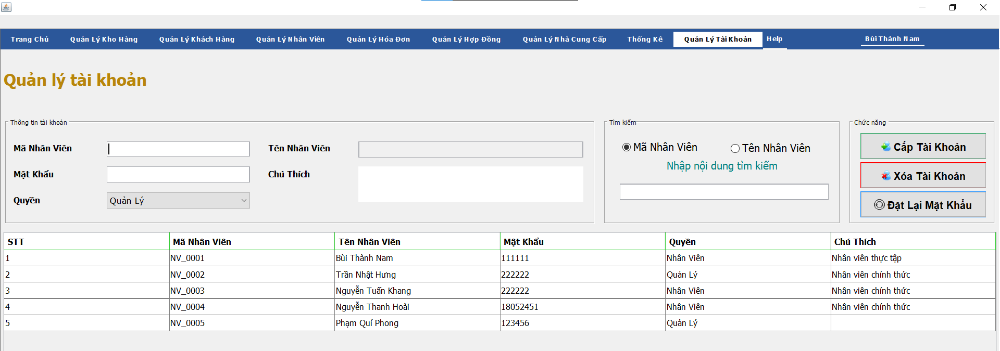 Trang Chủ Quản Lý Kho Hàng Quản Lý Khách Hàng Quản Lý Nhân Viên Quản Lý Hóa Đơn Quản Lý Hợp Đồng Quản Lý Nhà Cung Cấp Thống Kê Quản Lý Tài Khoản Help Bùi Thành Nam
Quản lý tài khoản
Thông tin tài khoản
Mã Nhân Viên Tên Nhân Viên
Mật Khẩu Chú Thích
Quyền Quản Lý
Tìm kiếm
Mã Nhân Viên Tên Nhân Viên
Nhập nội dung tìm kiếm
Chức năng
Cấp Tài Khoản
Xóa Tài Khoản
Đặt Lại Mật Khẩu
STT Mã Nhân Viên Tên Nhân Viên Mật Khẩu Quyền Chú Thích
1 NV_0001 Bùi Thành Nam 111111 Nhân Viên Nhân viên thực tập
2 NV_0002 Trần Nhật Hưng 222222 Quản Lý Nhân viên chính thức
3 NV_0003 Nguyễn Tuấn Khang 222222 Nhân Viên Nhân viên chính thức
4 NV_0004 Nguyễn Thanh Hoài 18052451 Nhân Viên Nhân viên chính thức
5 NV_0005 Phạm Quí Phong 123456 Quản Lý